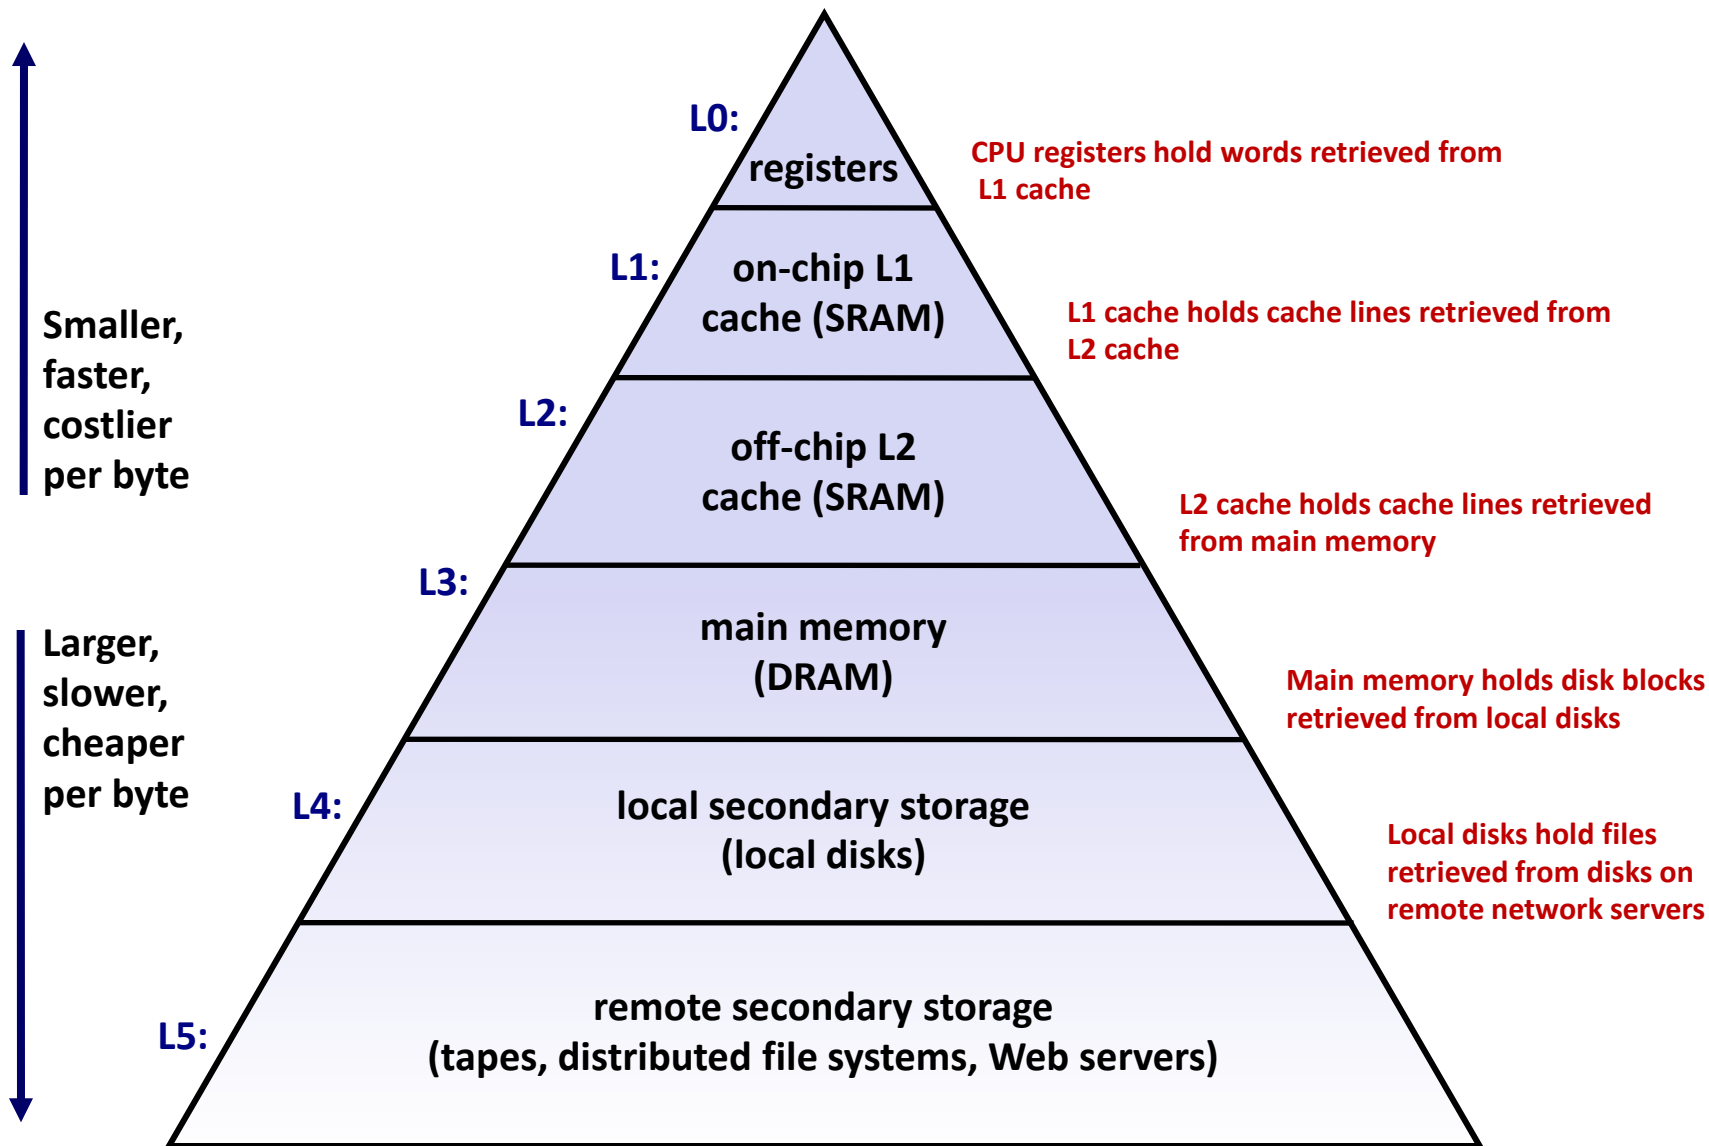 L0:
registers
CPU registers hold words retrieved from
L1 cache
L1:
on-chip L1
cache (SRAM)
L1 cache holds cache lines retrieved from
L2 cache
Smaller,
faster,
costlier
per byte
L2:
off-chip L2
cache (SRAM)
L2 cache holds cache lines retrieved
from main memory
L3:
main memory
(DRAM)
Larger,
slower,
cheaper
per byte
Main memory holds disk blocks
retrieved from local disks
L4:
local secondary storage
(local disks)
Local disks hold files
retrieved from disks on
remote network servers
L5:
remote secondary storage
(tapes, distributed file systems, Web servers)